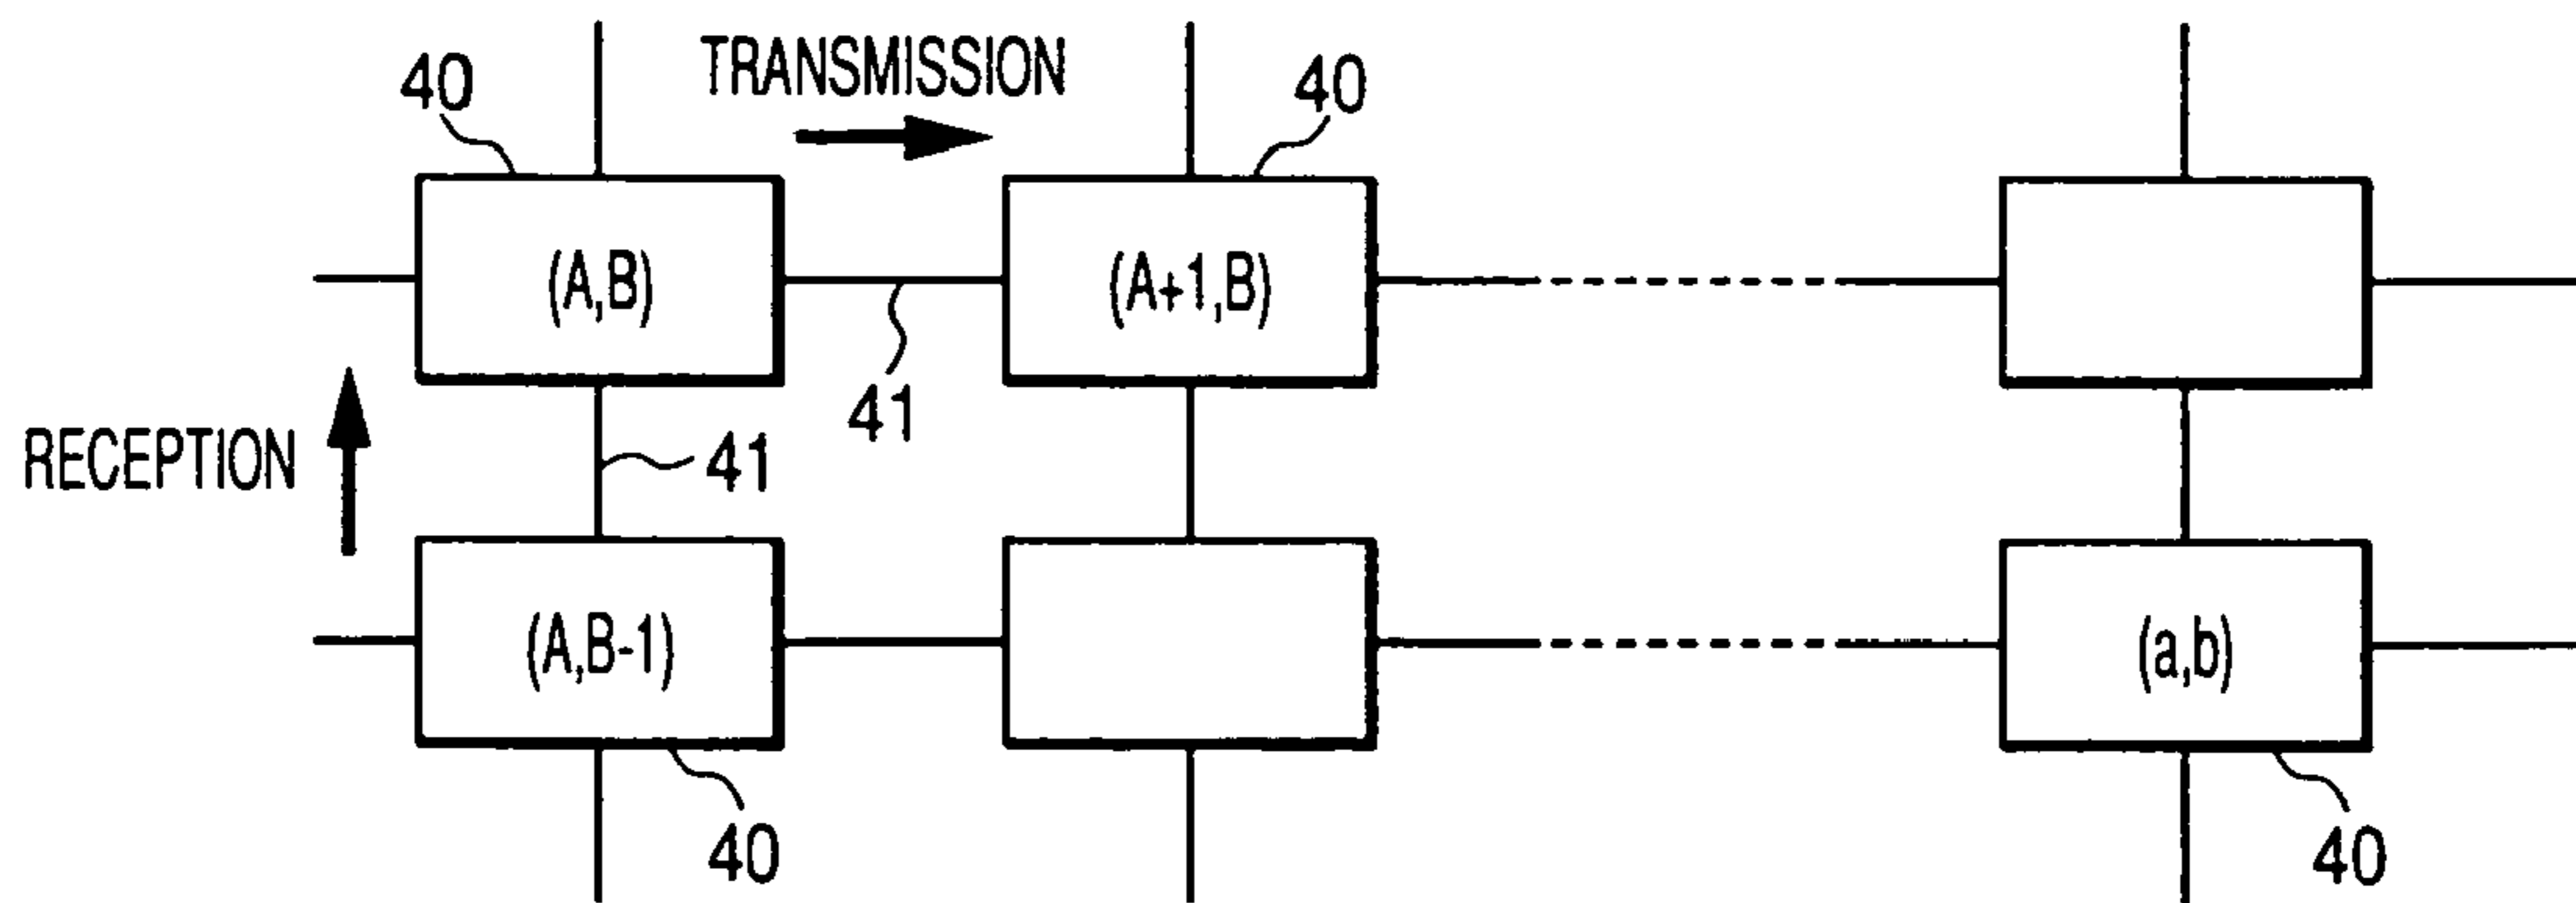 TRANSMISSION
40
40
(A,B)
(A+1,B)
41
RECEPTION
41
(A,B-1)
(a,b)
40
40